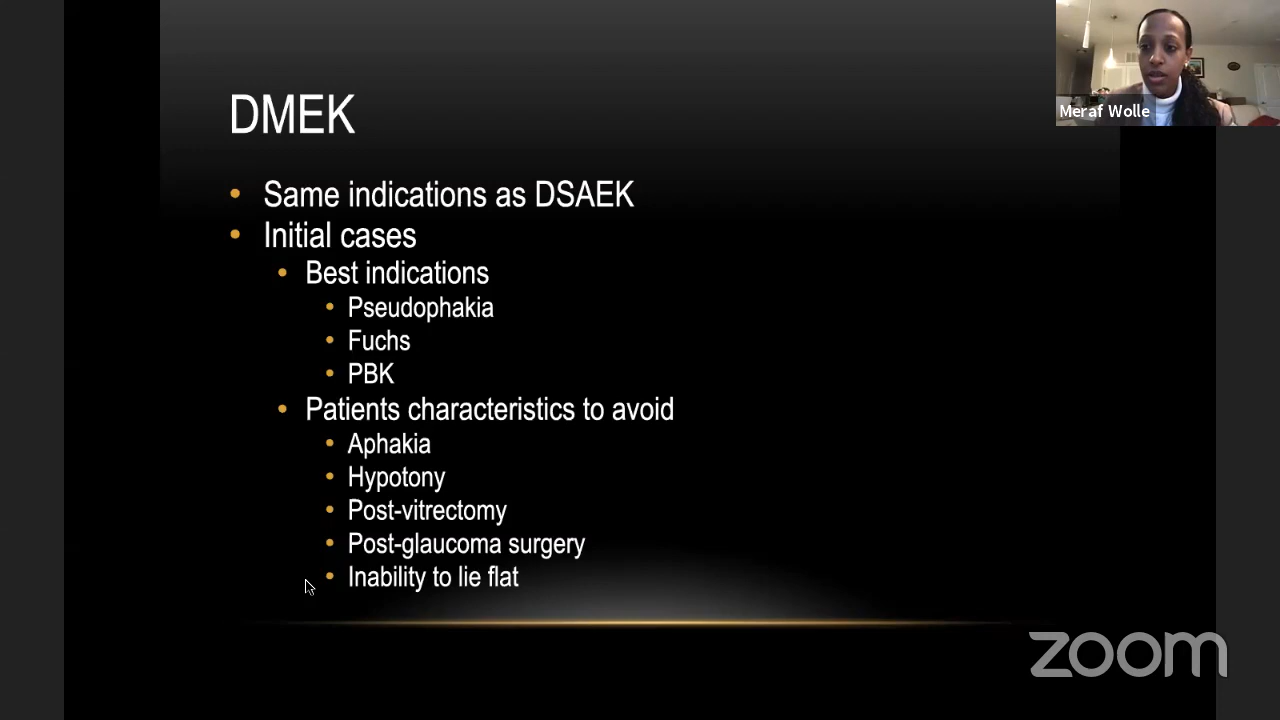 Meraf Wolle
DMEK
Same indications as DSAEK
Initial cases
Best indications
Pseudophakia
Fuchs
PBK
Patients characteristics to avoid
Aphakia
Hypotony
Post-vitrectomy
Post-glaucoma surgery
Inability to lie flat
zoom